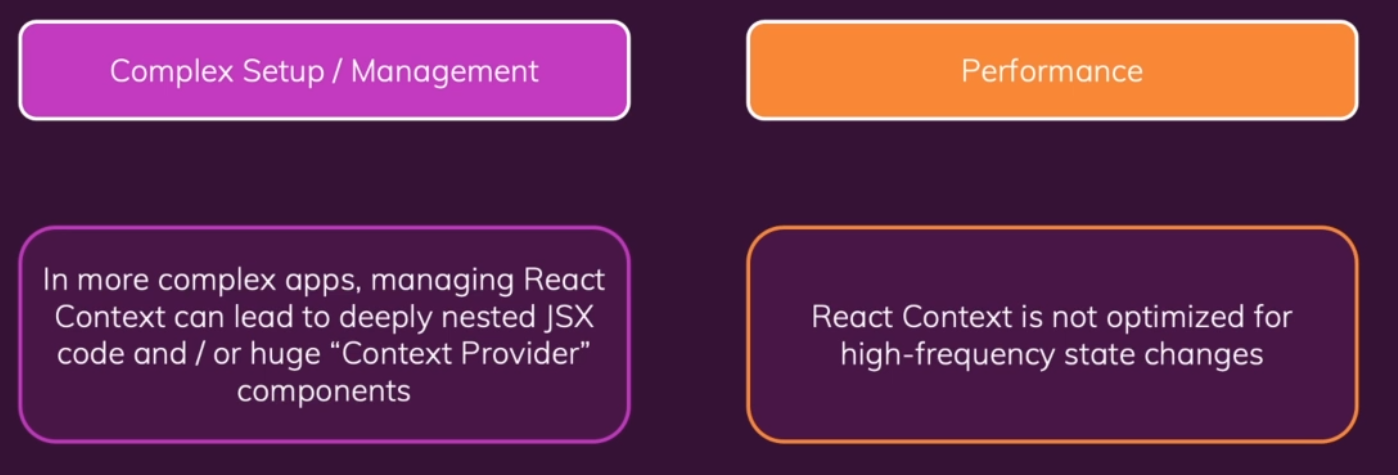 Complex Setup / Management
Performance
In more complex apps, managing React
Context can lead to deeply nested JSX
code and / or huge “Context Provider”
components
React Context is not optimized for
high-frequency state changes